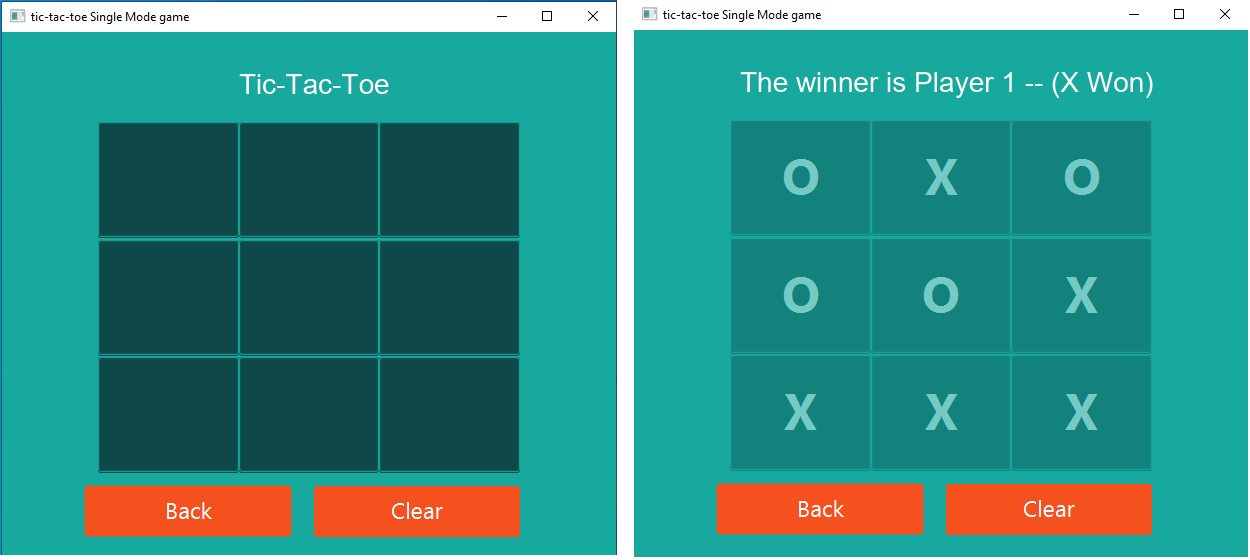 tic-tac-toe Single Mode game
Tic-Tac-Toe
Back Clear
tic-tac-toe Single Mode game
The winner is Player 1 -- (X Won)
O X O
O O X
X X X
Back Clear